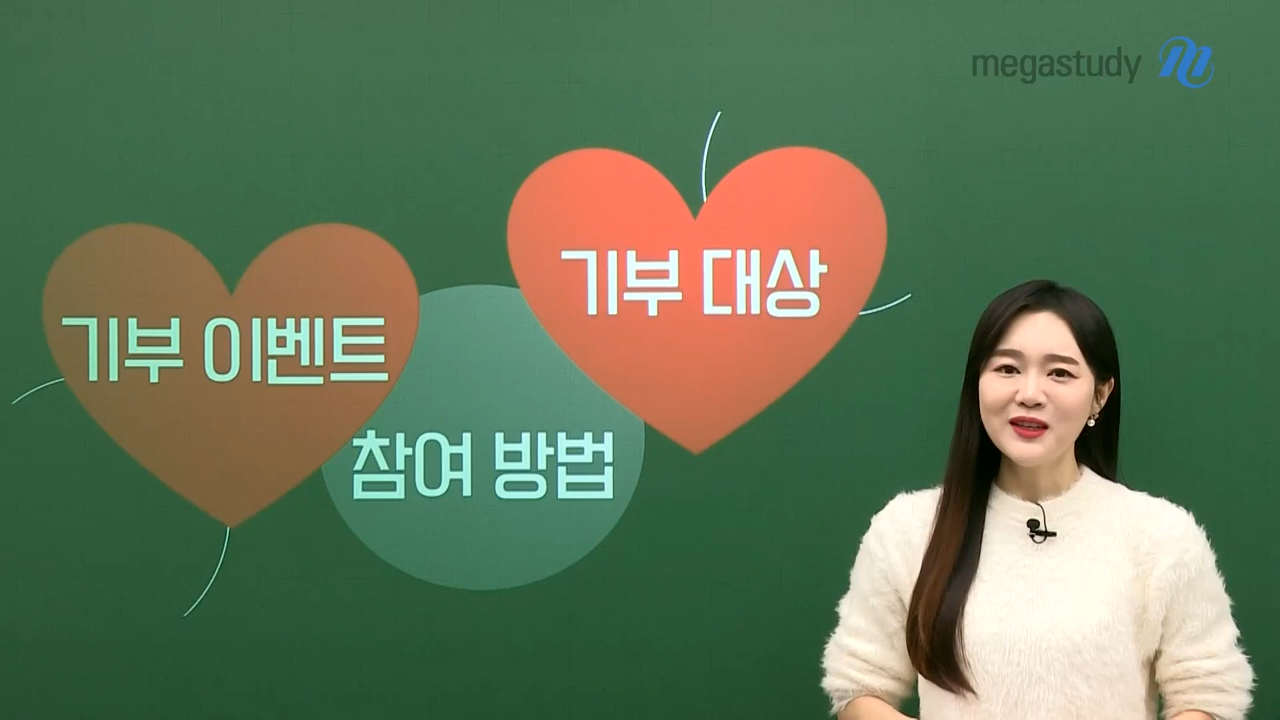 megastudy
기부 이벤트
참여 방법
기부 대상